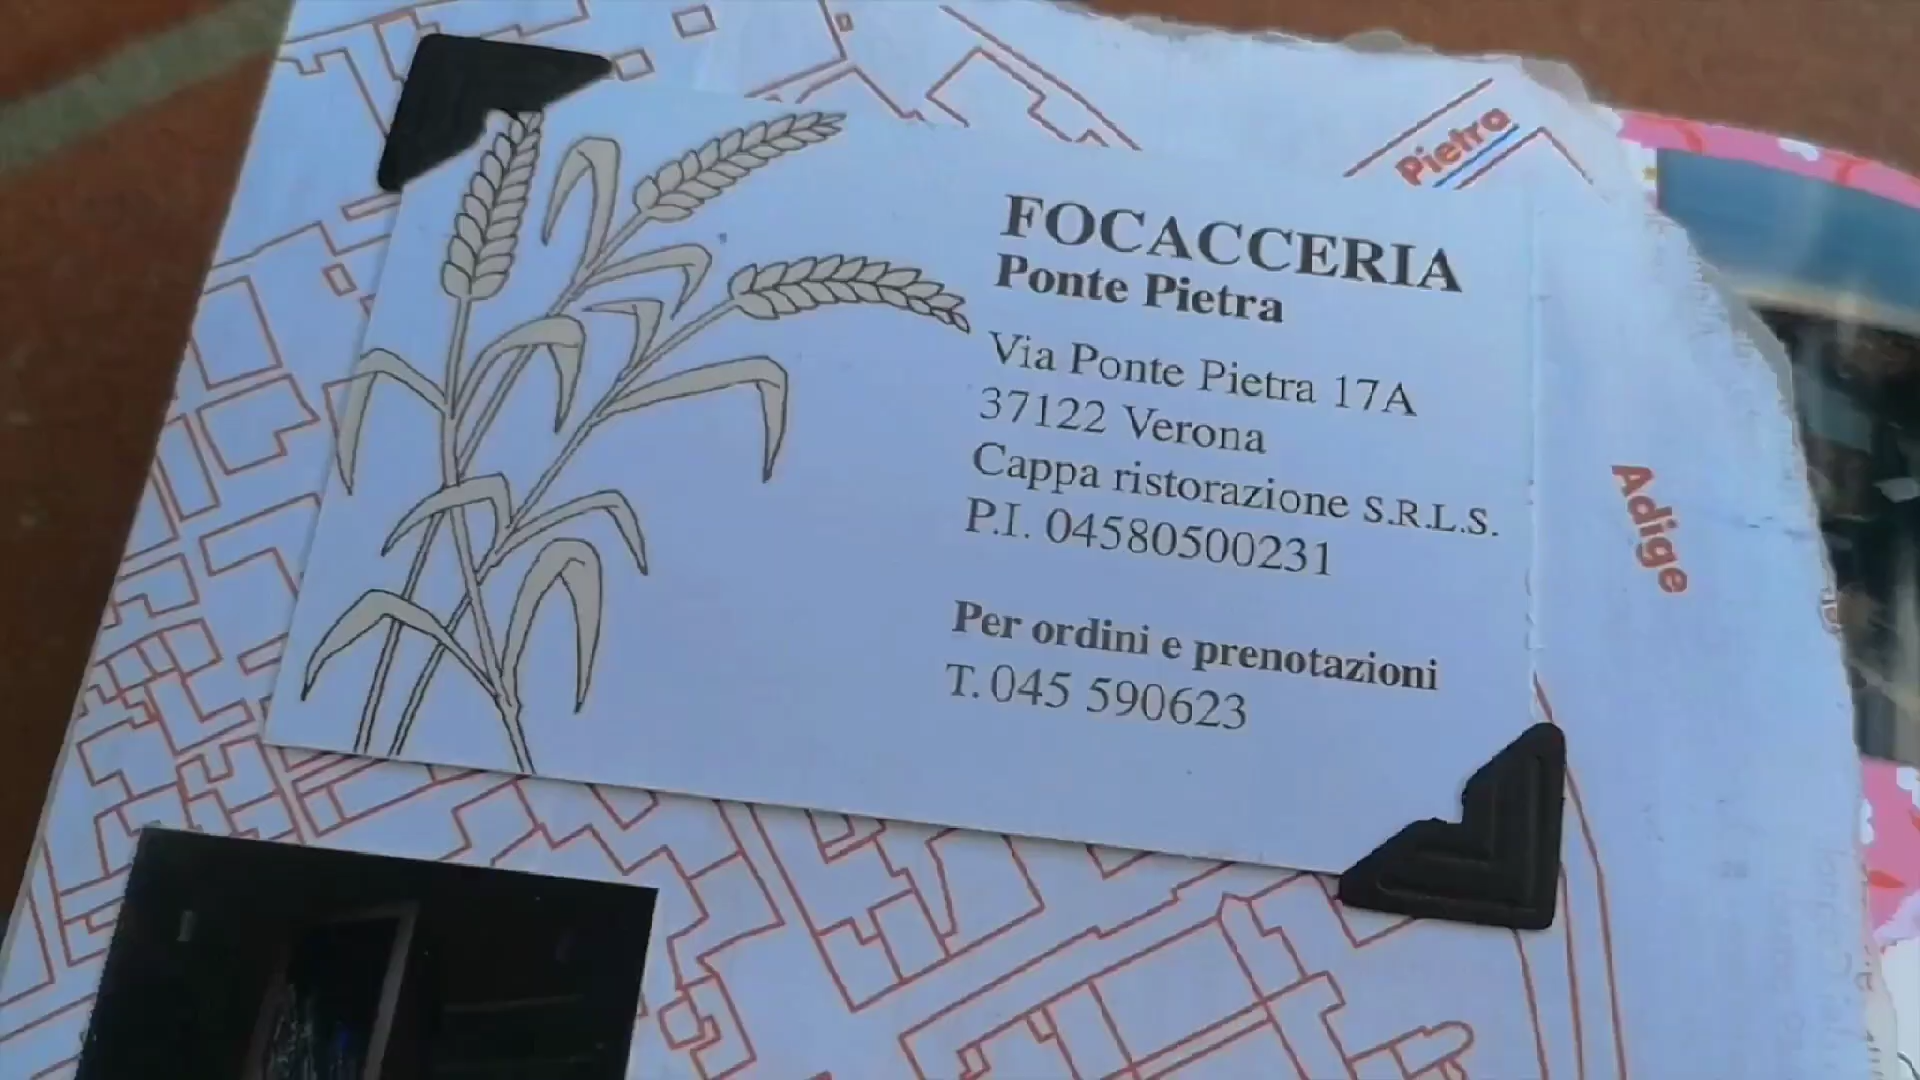 Pietra
FOCACCERIA
Ponte Pietra
Via Ponte Pietra 17A
37122 Verona
Cappa ristorazione S.R.L.S.
P.I. 04580500231
Per ordini e prenotazioni
T. 045 590623
Adige